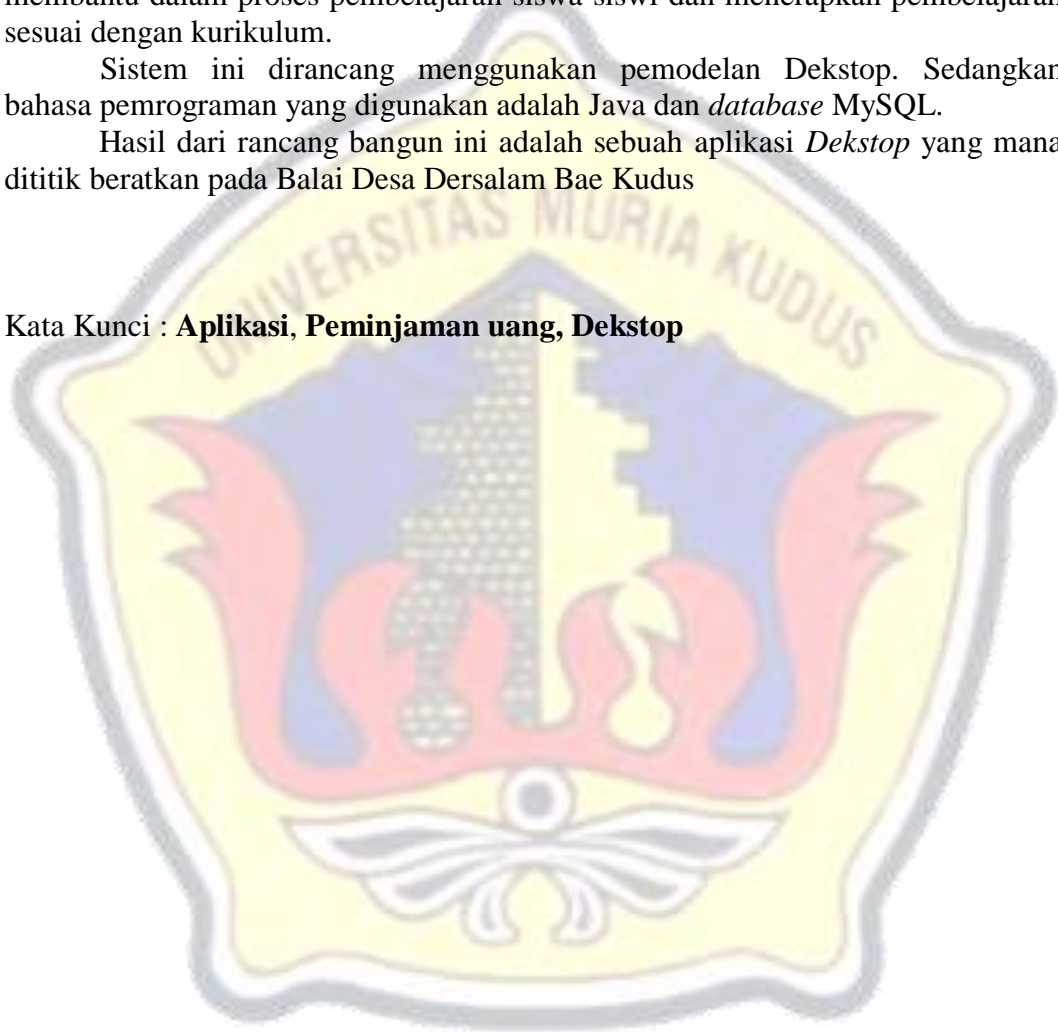 membantu dalam proses pembelajaran siswa-siswi dan menerapkan pembelajaran
sesuai dengan kurikulum.
Sistem ini dirancang menggunakan pemodelan Dekstop. Sedangkan
bahasa pemrograman yang digunakan adalah Java dan database MySQL.
Hasil dari rancang bangun ini adalah sebuah aplikasi Dekstop yang mana
dititik beratkan pada Balai Desa Dersalam Bae Kudus
UNIVERSITAS MURIA KUDUS
Kata Kunci : Aplikasi, Peminjaman uang, Dekstop